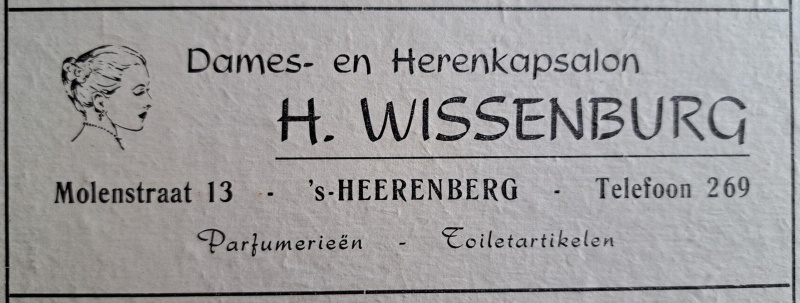 Dames- en Herenkapsalon
H. WISSENBURG
Molenstraat 13 - 's-HEERENBERG - Telefoon 269
Parfumerieën - Toiletartikelen